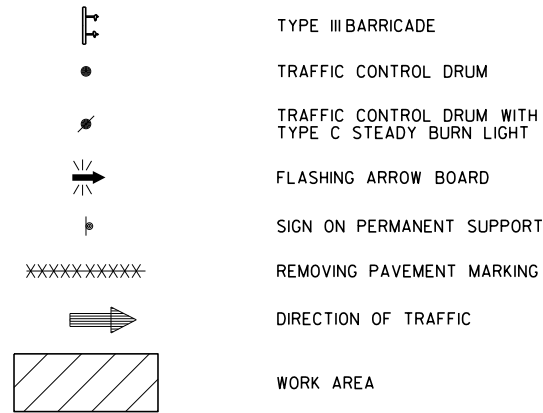 TYPE III BARRICADE
TRAFFIC CONTROL DRUM
TRAFFIC CONTROL DRUM WITH
TYPE C STEADY BURN LIGHT
FLASHING ARROW BOARD
SIGN ON PERMANENT SUPPORT
REMOVING PAVEMENT MARKING
DIRECTION OF TRAFFIC
WORK AREA